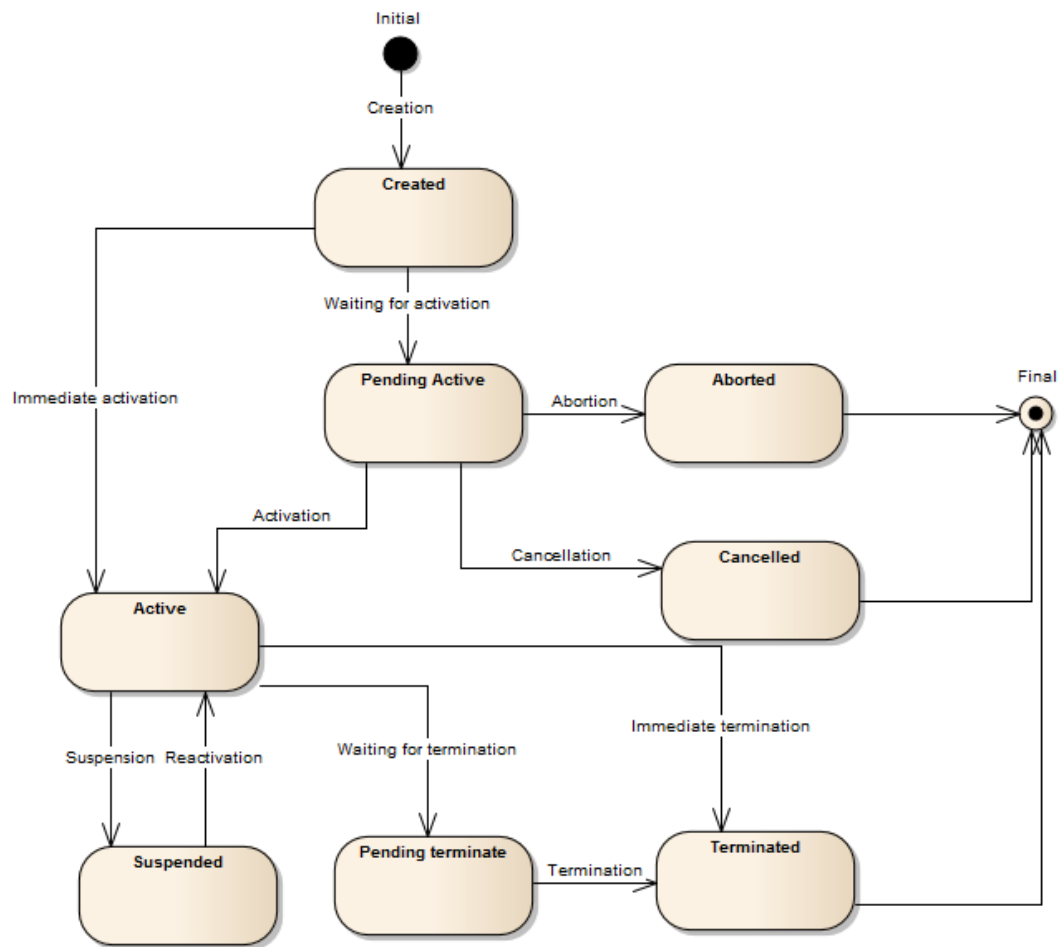 Initial
Creation
Created
Waiting for activation
Immediate activation
Pending Active
Abortion
Aborted
Final
Activation
Cancellation
Cancelled
Active
Immediate termination
Waiting for termination
Suspension
Reactivation
Suspended
Pending terminate
Termination
Terminated